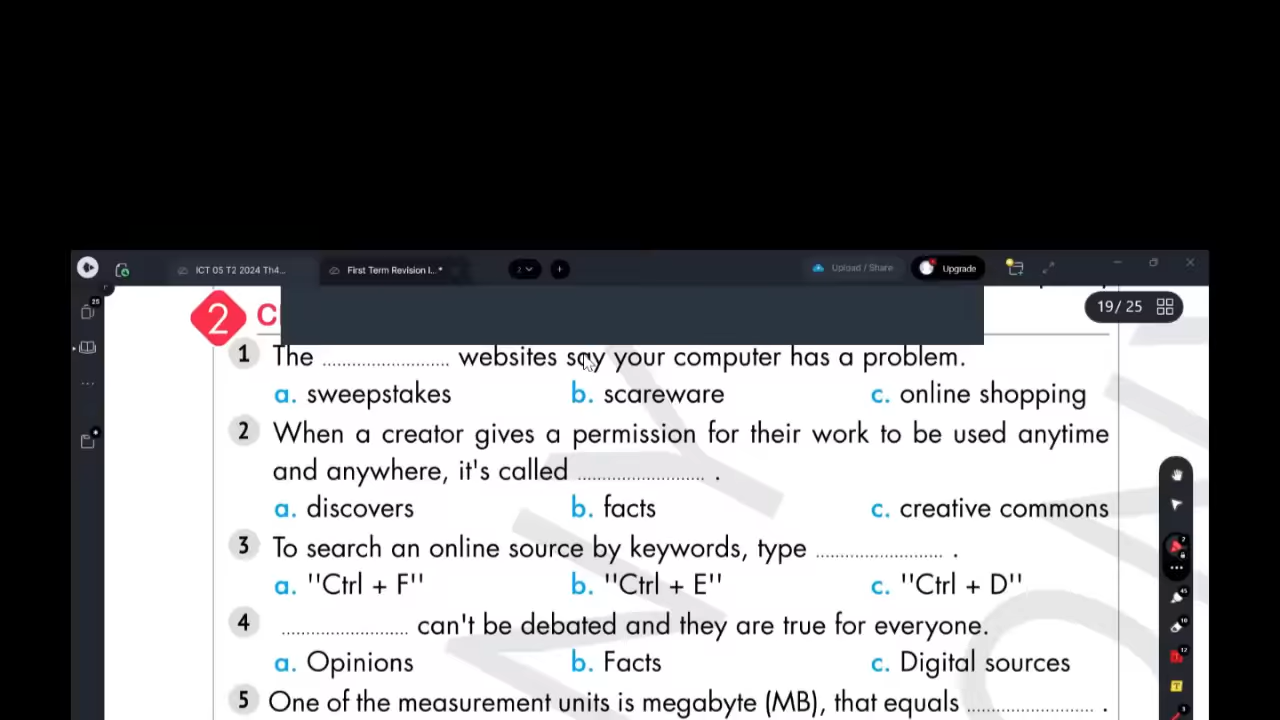 ICT 05 T2 2024 Th4...
First Term Revision I...*
2
Upload / Share
Upgrade
25
19/ 25
2 C
1 The ........................ websites say your computer has a problem.
a. sweepstakes b. scareware c. online shopping
2 When a creator gives a permission for their work to be used anytime
and anywhere, it's called ........................ .
a. discovers b. facts c. creative commons
3 To search an online source by keywords, type ........................ .
a. "Ctrl + F" b. "Ctrl + E" c. "Ctrl + D"
4 ........................ can't be debated and they are true for everyone.
a. Opinions b. Facts c. Digital sources
5 One of the measurement units is megabyte (MB), that equals ........................ .